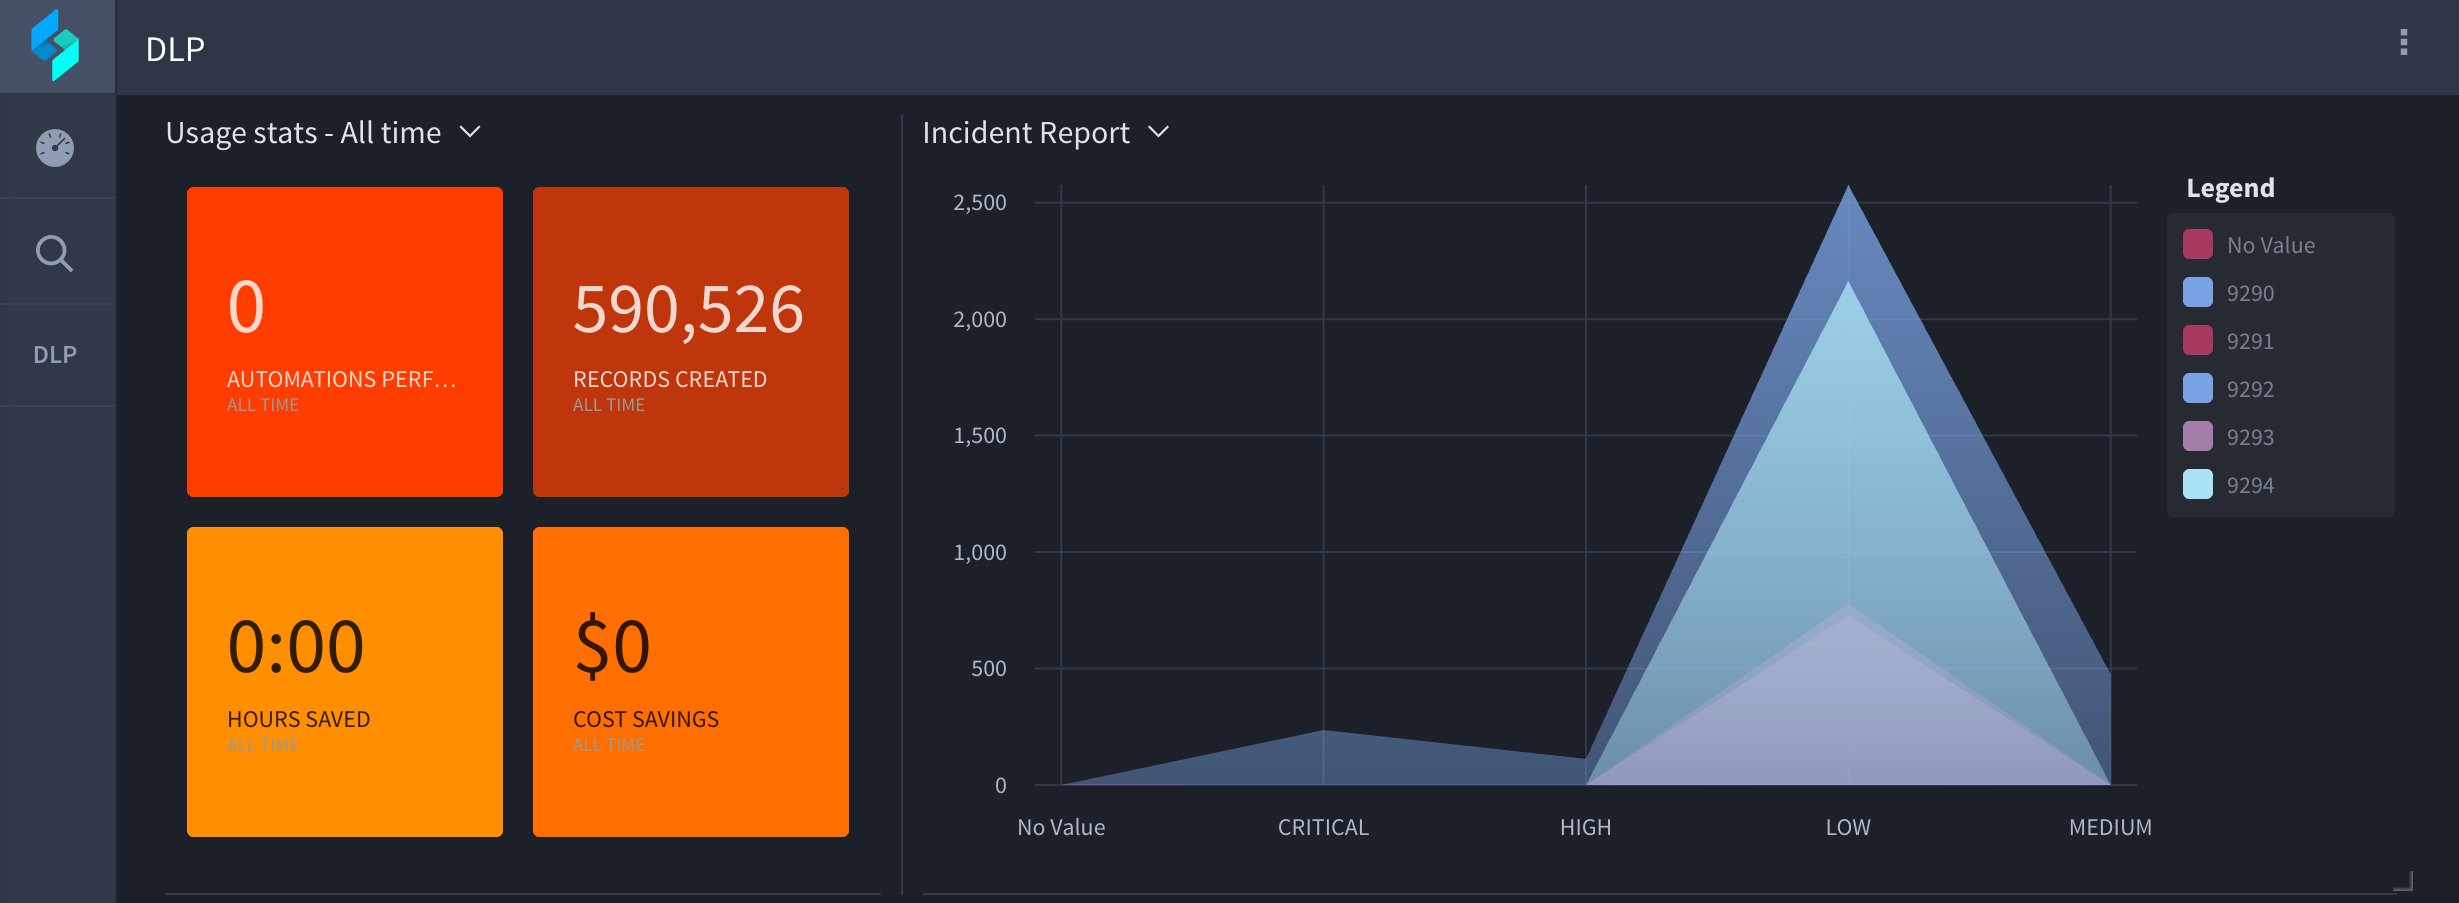 DLP
DLP
Usage stats - All time
0
AUTOMATIONS PERF...
ALL TIME
590,526
RECORDS CREATED
ALL TIME
0:00
HOURS SAVED
ALL TIME
$0
COST SAVINGS
ALL TIME
Incident Report
2,500
2,000
1,500
1,000
500
0
No Value
CRITICAL
HIGH
LOW
MEDIUM
Legend
No Value
9290
9291
9292
9293
9294